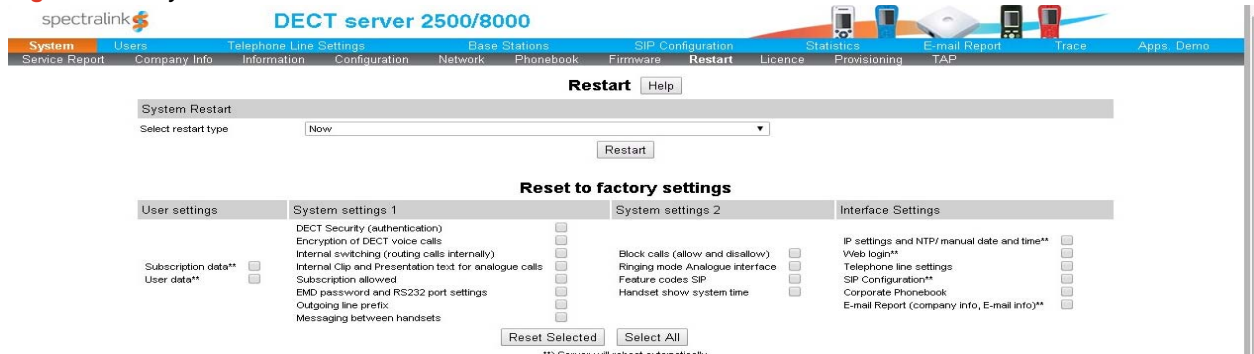 spectralink
DECT server 2500/8000
System Users Telephone Line Settings Base Stations SIP Configuration Statistics E-mail Report Trace Apps. Demo
Service Report Company Info Information Configuration Network Phonebook Firmware Restart Licence Provisioning TAP
Restart Help
System Restart
Select restart type Now
Restart
Reset to factory settings
User settings System settings 1 System settings 2 Interface Settings
Subscription data**
User data**
DECT Security (authentication)
Encryption of DECT voice calls
Internal switching (routing calls internally)
Internal Clip and Presentation text for analogue calls
Subscription allowed
EMD password and RS232 port settings
Outgoing line prefix
Messaging between handsets
Block calls (allow and disallow)
Ringing mode Analogue interface
Feature codes SIP
Handset show system time
IP settings and NTP/ manual date and time**
Web login**
Telephone line settings
SIP Configuration**
Corporate Phonebook
E-mail Report (company info, E-mail info)**
Reset Selected Select All
**) Server will reboot automatically